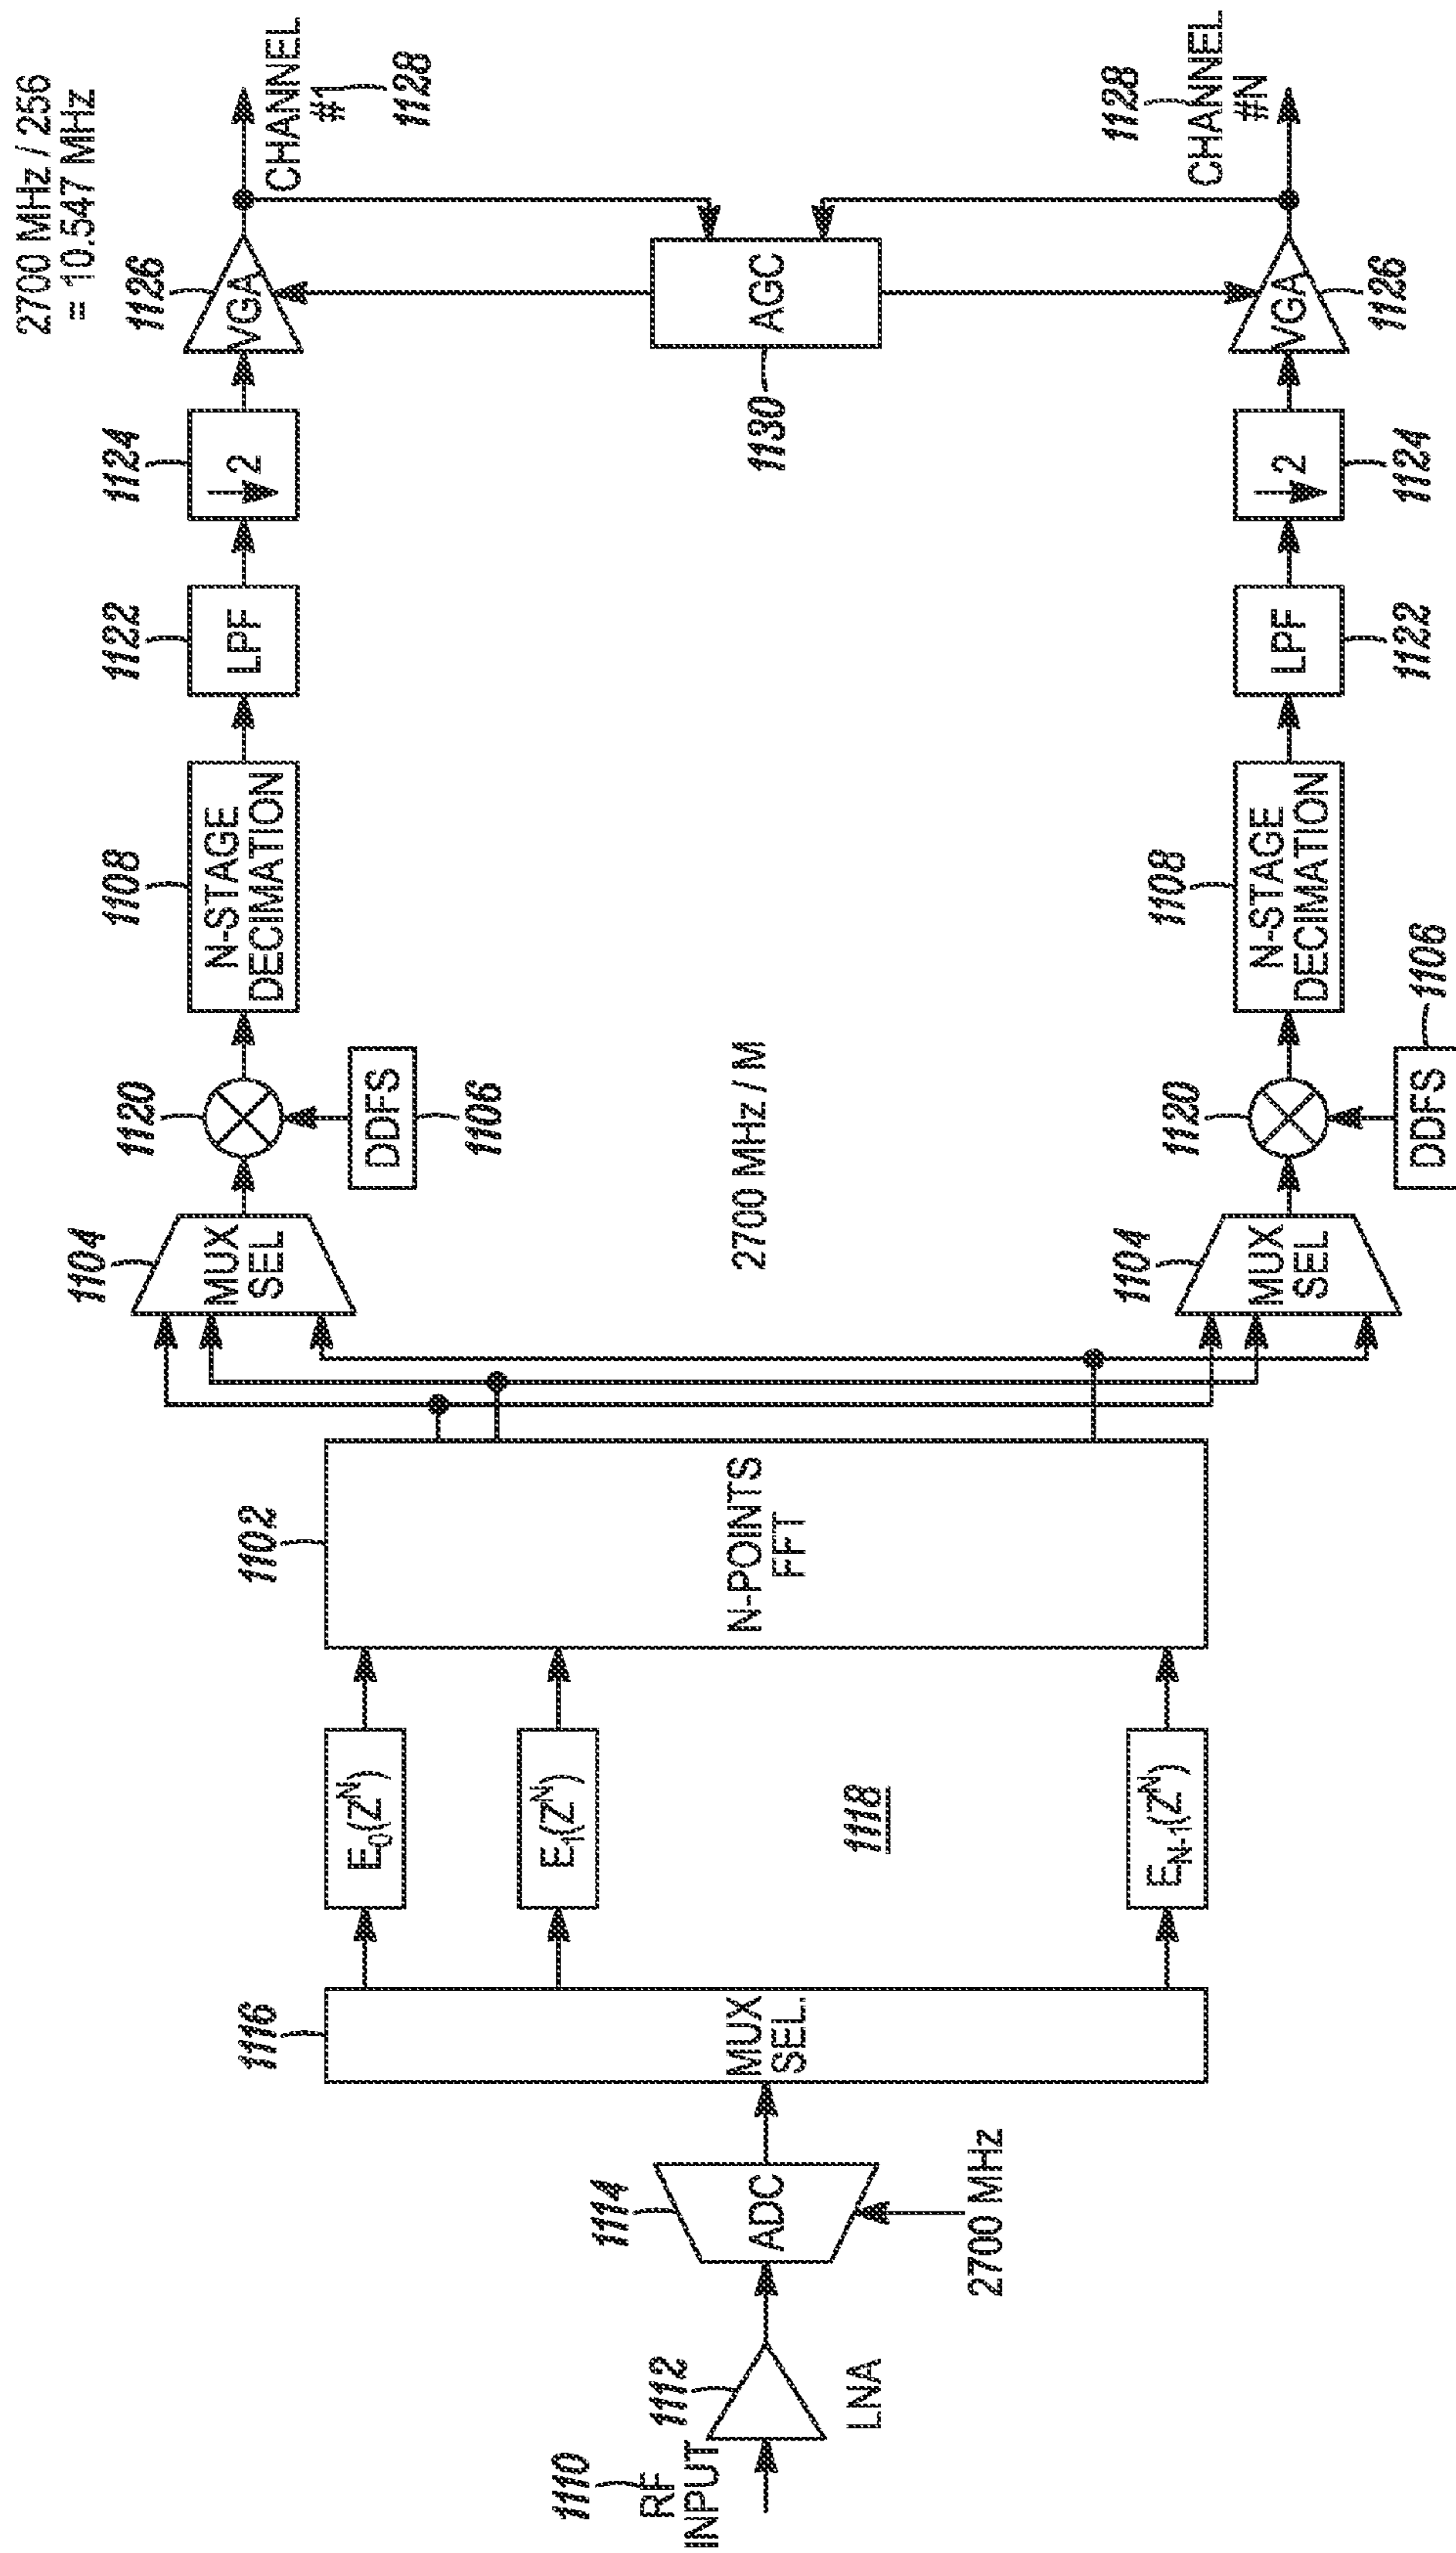 1110
RF
INPUT
1112
LNA
1114
ADC
2700 MHz
1116
MUX
SEL.
E0(Z^N)
E1(Z^N)
1118
EN-1(Z^N)
1102
N-POINTS
FFT
1104
MUX
SEL
1120
DDFS
1106
1108
N-STAGE
DECIMATION
1122
LPF
1124
↓2
1126
VGA
2700 MHz / 256
= 10.547 MHz
CHANNEL
#1
1128
2700 MHz / M
1130
AGC
1104
MUX
SEL
1120
DDFS
1106
1108
N-STAGE
DECIMATION
LPF
1122
↓2
1124
VGA
1126
1128
CHANNEL
#N